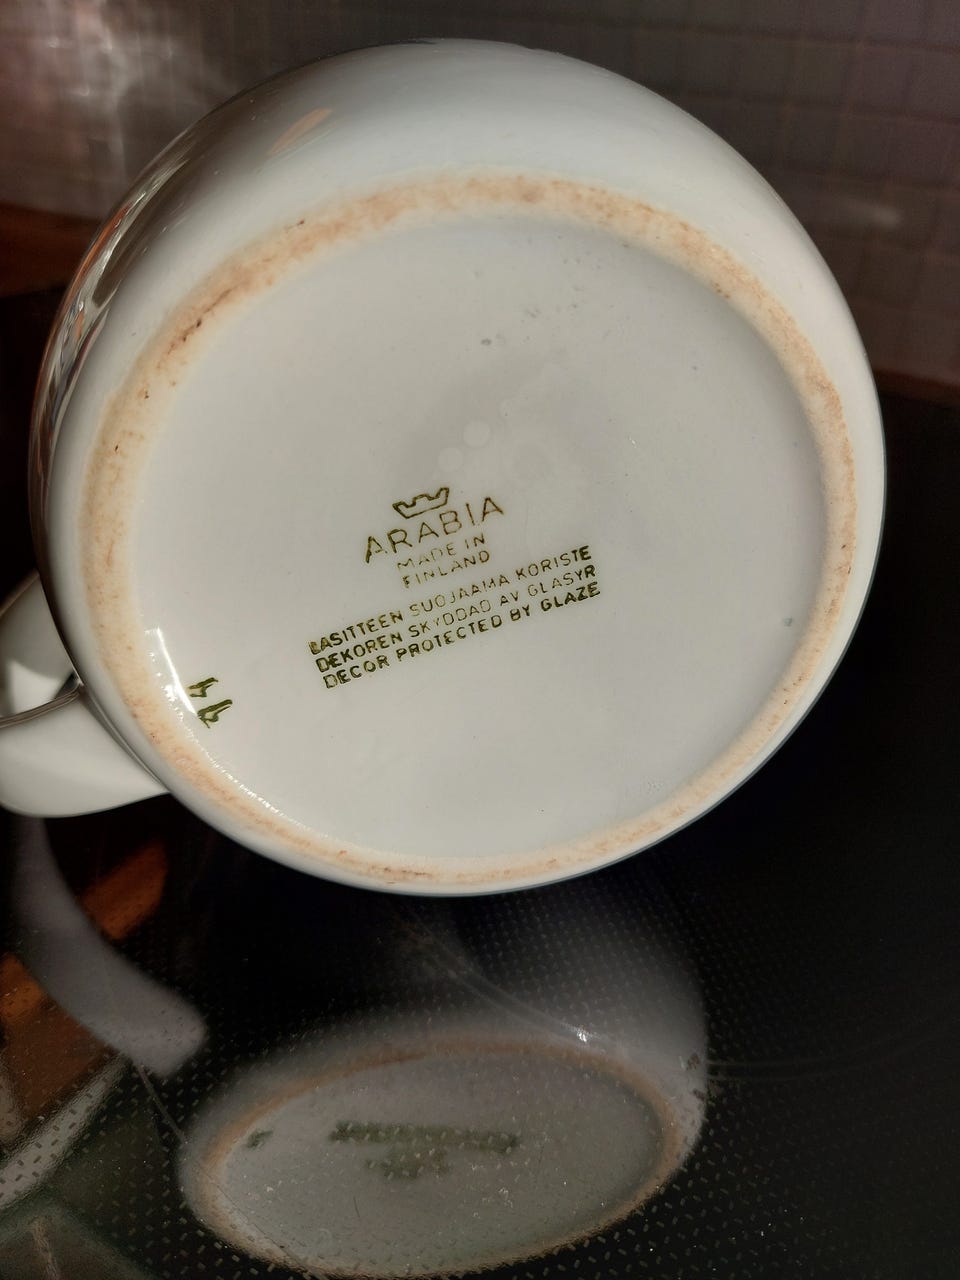 ARABIA
MADE IN
FINLAND
LASITTEEN SUOJAAMA KORISTE
DEKOREN SKYDDAD AV GLASYR
DECOR PROTECTED BY GLAZE